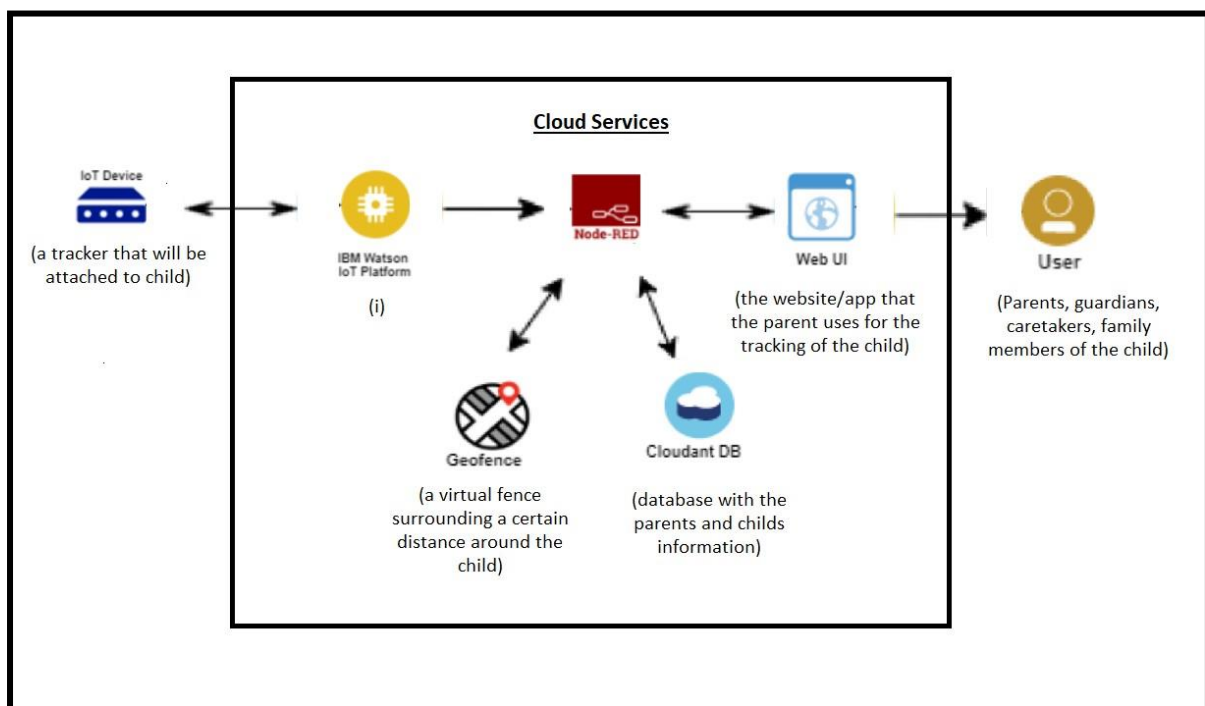 Cloud Services
IoT Device
(a tracker that will be
attached to child)
IBM Watson
IoT Platform
(i)
Node-RED
Web UI
(the website/app that
the parent uses for the
tracking of the child)
User
(Parents, guardians,
caretakers, family
members of the child)
Geofence
(a virtual fence
surrounding a certain
distance around the
child)
Cloudant DB
(database with the
parents and childs
information)